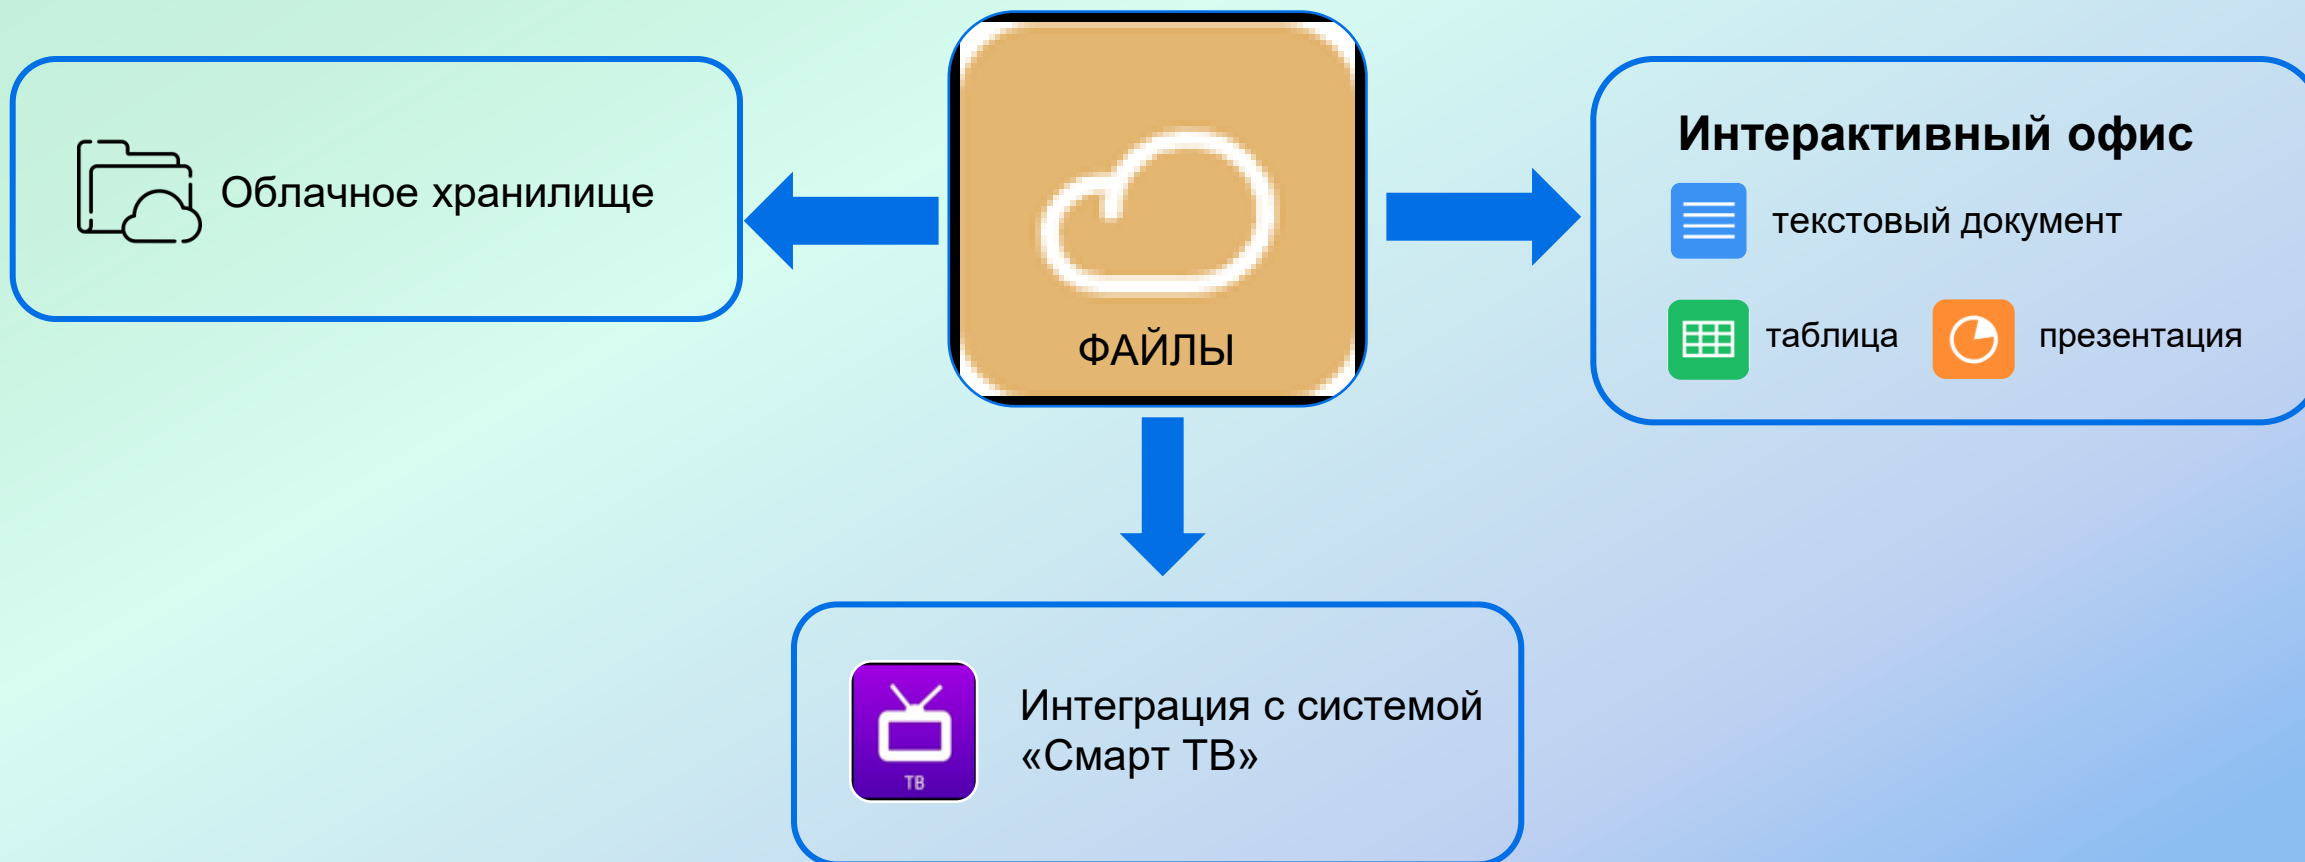 Облачное хранилище
ФАЙЛЫ
Интерактивный офис
текстовый документ
таблица
презентация
ТВ
Интеграция с системой
«Смарт ТВ»